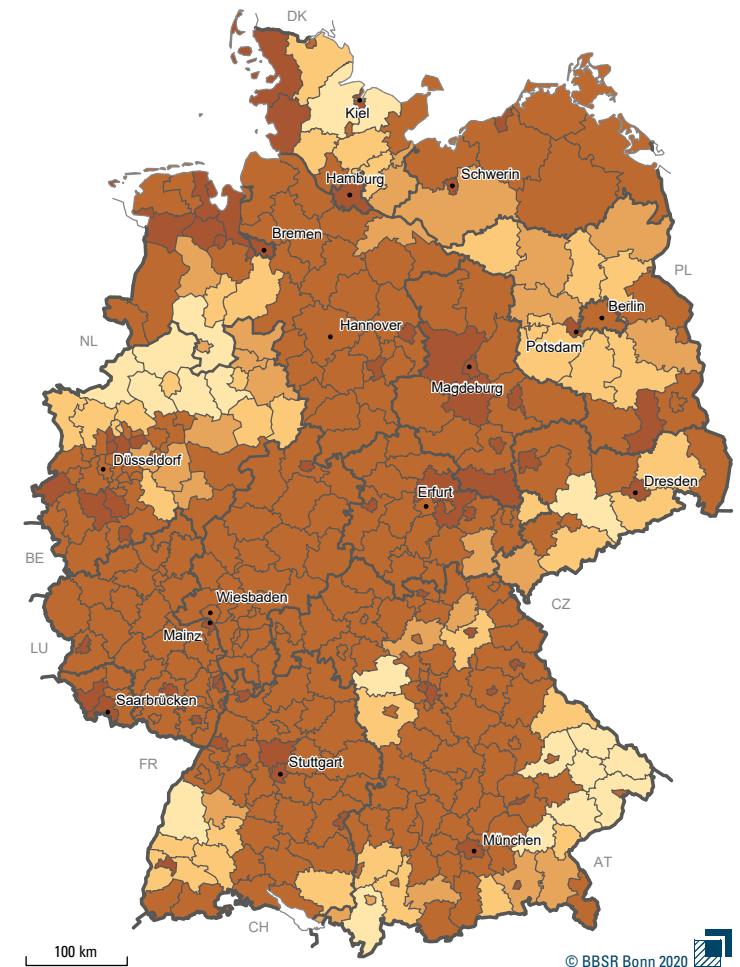 DK
Kiel
Hamburg
Schwerin
Bremen
PL
Berlin
Hannover
Potsdam
NL
Magdeburg
Düsseldorf
Dresden
Erfurt
BE
Wiesbaden
CZ
Mainz
LU
Saarbrücken
FR
Stuttgart
München
AT
CH
100 km
© BBSR Bonn 2020